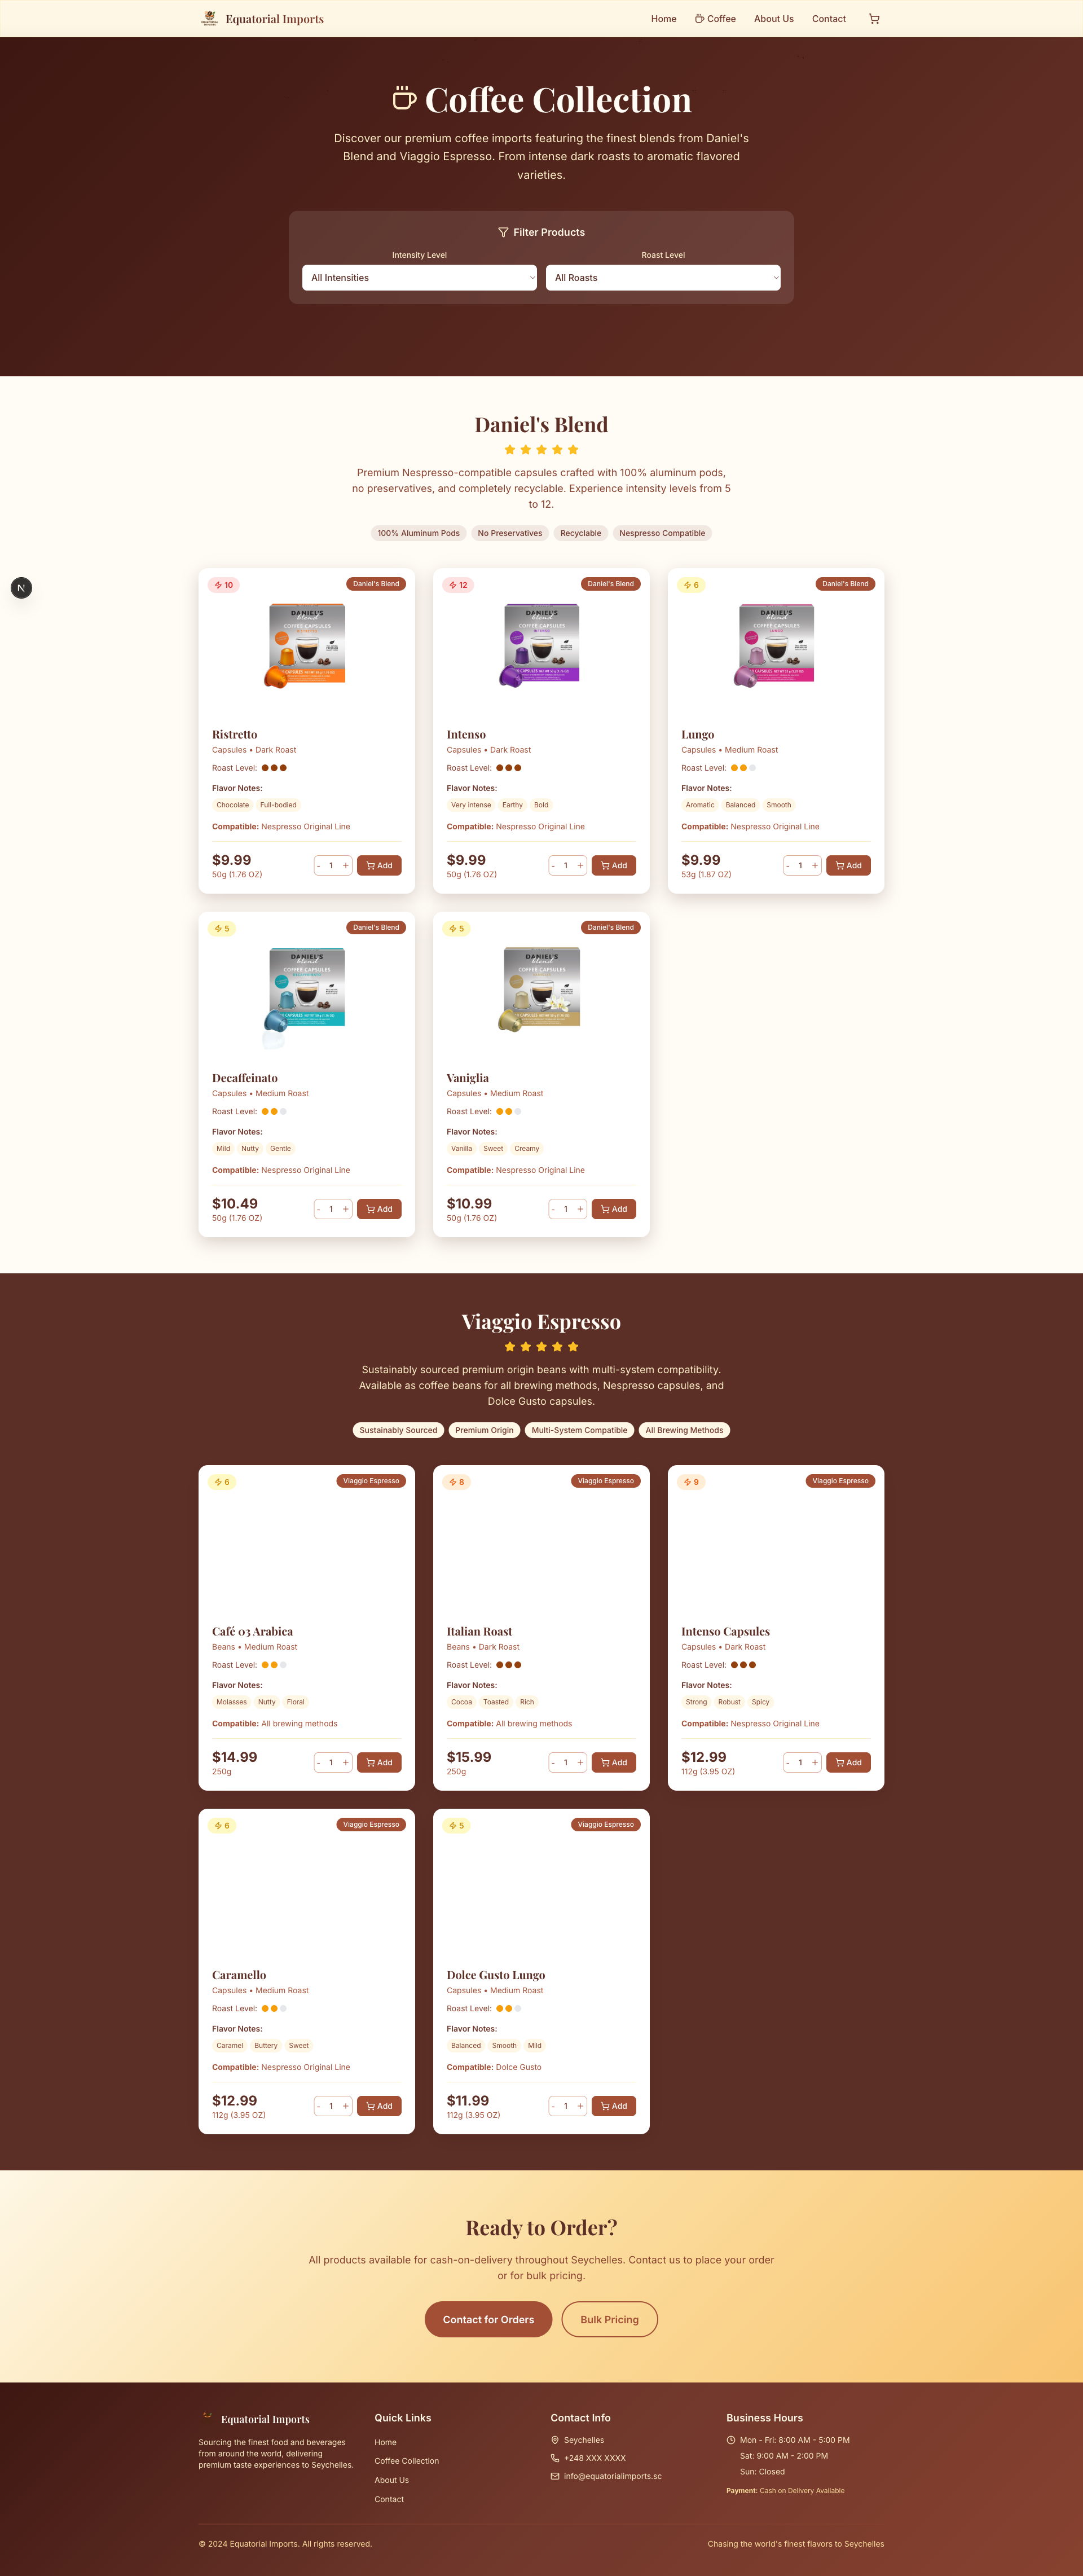 Equatorial Imports
Home
Coffee
About Us
Contact
Coffee Collection
Discover our premium coffee imports featuring the finest blends from Daniel's
Blend and Viaggio Espresso. From intense dark roasts to aromatic flavored
varieties.
Filter Products
Intensity Level
Roast Level
All Intensities
All Roasts
Daniel's Blend
Premium Nespresso-compatible capsules crafted with 100% aluminum pods,
no preservatives, and completely recyclable. Experience intensity levels from 5
to 12.
100% Aluminum Pods
No Preservatives
Recyclable
Nespresso Compatible
10
Daniel's Blend
DANIEL'S
blend
COFFEE CAPSULES
Ristretto
Capsules • Dark Roast
Roast Level:
Flavor Notes:
Chocolate
Full-bodied
Compatible: Nespresso Original Line
$9.99
50g (1.76 OZ)
- 1 +
Add
12
Daniel's Blend
DANIEL'S
blend
COFFEE CAPSULES
Intenso
Capsules • Dark Roast
Roast Level:
Flavor Notes:
Very intense
Earthy
Bold
Compatible: Nespresso Original Line
$9.99
50g (1.76 OZ)
- 1 +
Add
6
Daniel's Blend
DANIEL'S
blend
COFFEE CAPSULES
Lungo
Capsules • Medium Roast
Roast Level:
Flavor Notes:
Aromatic
Balanced
Smooth
Compatible: Nespresso Original Line
$9.99
53g (1.87 OZ)
- 1 +
Add
5
Daniel's Blend
DANIEL'S
blend
COFFEE CAPSULES
Decaffeinato
Capsules • Medium Roast
Roast Level:
Flavor Notes:
Mild
Nutty
Gentle
Compatible: Nespresso Original Line
$10.49
50g (1.76 OZ)
- 1 +
Add
5
Daniel's Blend
DANIEL'S
blend
COFFEE CAPSULES
Vaniglia
Capsules • Medium Roast
Roast Level:
Flavor Notes:
Vanilla
Sweet
Creamy
Compatible: Nespresso Original Line
$10.99
50g (1.76 OZ)
- 1 +
Add
Viaggio Espresso
Sustainably sourced premium origin beans with multi-system compatibility.
Available as coffee beans for all brewing methods, Nespresso capsules, and
Dolce Gusto capsules.
Sustainably Sourced
Premium Origin
Multi-System Compatible
All Brewing Methods
6
Viaggio Espresso
Café 03 Arabica
Beans • Medium Roast
Roast Level:
Flavor Notes:
Molasses
Nutty
Floral
Compatible: All brewing methods
$14.99
250g
- 1 +
Add
8
Viaggio Espresso
Italian Roast
Beans • Dark Roast
Roast Level:
Flavor Notes:
Cocoa
Toasted
Rich
Compatible: All brewing methods
$15.99
250g
- 1 +
Add
9
Viaggio Espresso
Intenso Capsules
Capsules • Dark Roast
Roast Level:
Flavor Notes:
Strong
Robust
Spicy
Compatible: Nespresso Original Line
$12.99
112g (3.95 OZ)
- 1 +
Add
6
Viaggio Espresso
Caramello
Capsules • Medium Roast
Roast Level:
Flavor Notes:
Caramel
Buttery
Sweet
Compatible: Nespresso Original Line
$12.99
112g (3.95 OZ)
- 1 +
Add
5
Viaggio Espresso
Dolce Gusto Lungo
Capsules • Medium Roast
Roast Level:
Flavor Notes:
Balanced
Smooth
Mild
Compatible: Dolce Gusto
$11.99
112g (3.95 OZ)
- 1 +
Add
Ready to Order?
All products available for cash-on-delivery throughout Seychelles. Contact us to place your order
or for bulk pricing.
Contact for Orders
Bulk Pricing
Equatorial Imports
Sourcing the finest food and beverages
from around the world, delivering
premium taste experiences to Seychelles.
Quick Links
Home
Coffee Collection
About Us
Contact
Contact Info
Seychelles
+248 XXX XXXX
info@equatorialimports.sc
Business Hours
Mon - Fri: 8:00 AM - 5:00 PM
Sat: 9:00 AM - 2:00 PM
Sun: Closed
Payment: Cash on Delivery Available
© 2024 Equatorial Imports. All rights reserved.
Chasing the world's finest flavors to Seychelles